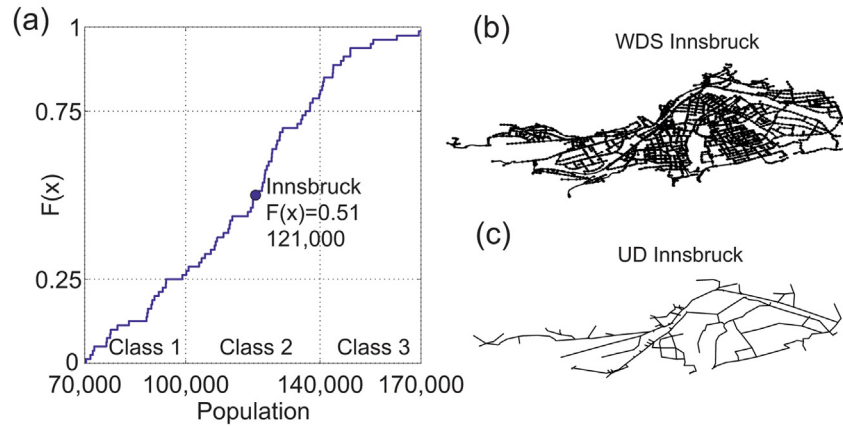 (a)
1
0.75
0.25
0
F(x)
Innsbruck
F(x)=0.51
121,000
Class 1
Class 2
Class 3
70,000
100,000
140,000
170,000
Population
(b)
WDS Innsbruck
(c)
UD Innsbruck